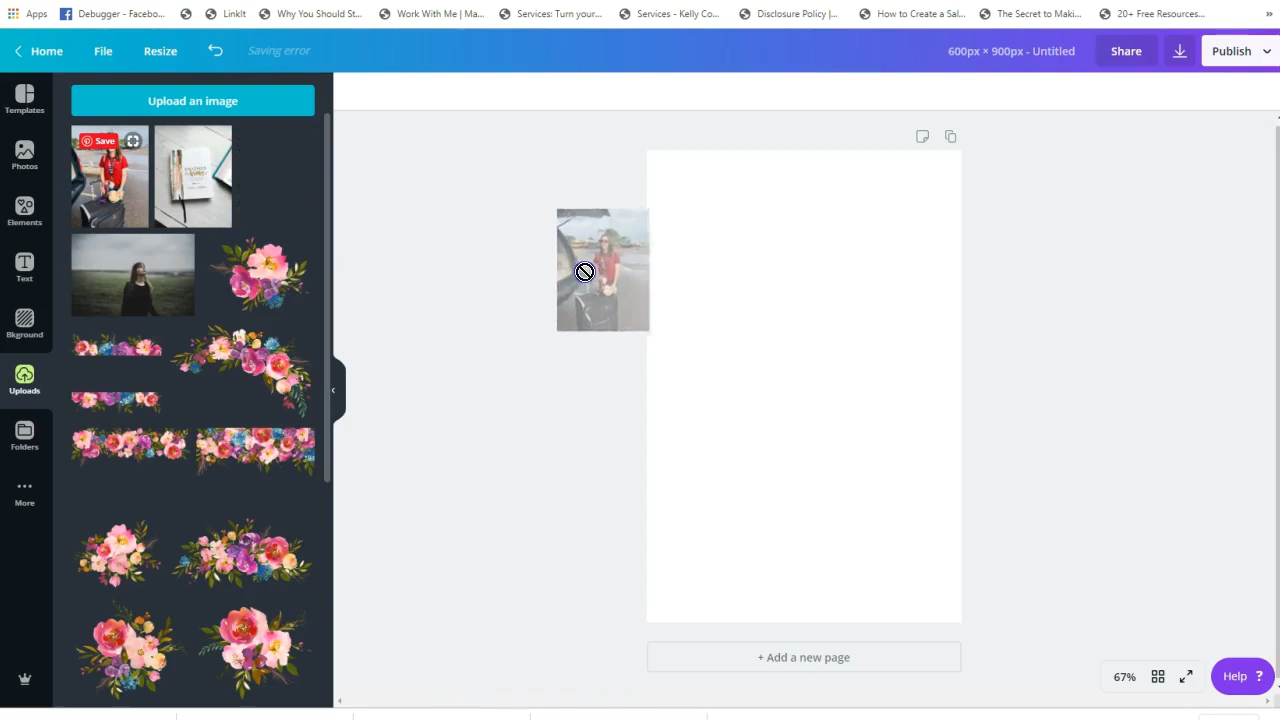 Apps
Debugger - Facebo...
LinkIt
Why You Should St...
Work With Me | Ma...
Services: Turn your...
Services - Kelly Co...
Disclosure Policy |...
How to Create a Sal...
The Secret to Maki...
20+ Free Resources...
»
Home
File
Resize
Saving error
600px × 900px - Untitled
Share
Publish
Templates
Photos
Elements
Text
Bkground
Uploads
Folders
More
Upload an image
Save
+ Add a new page
67%
Help ?